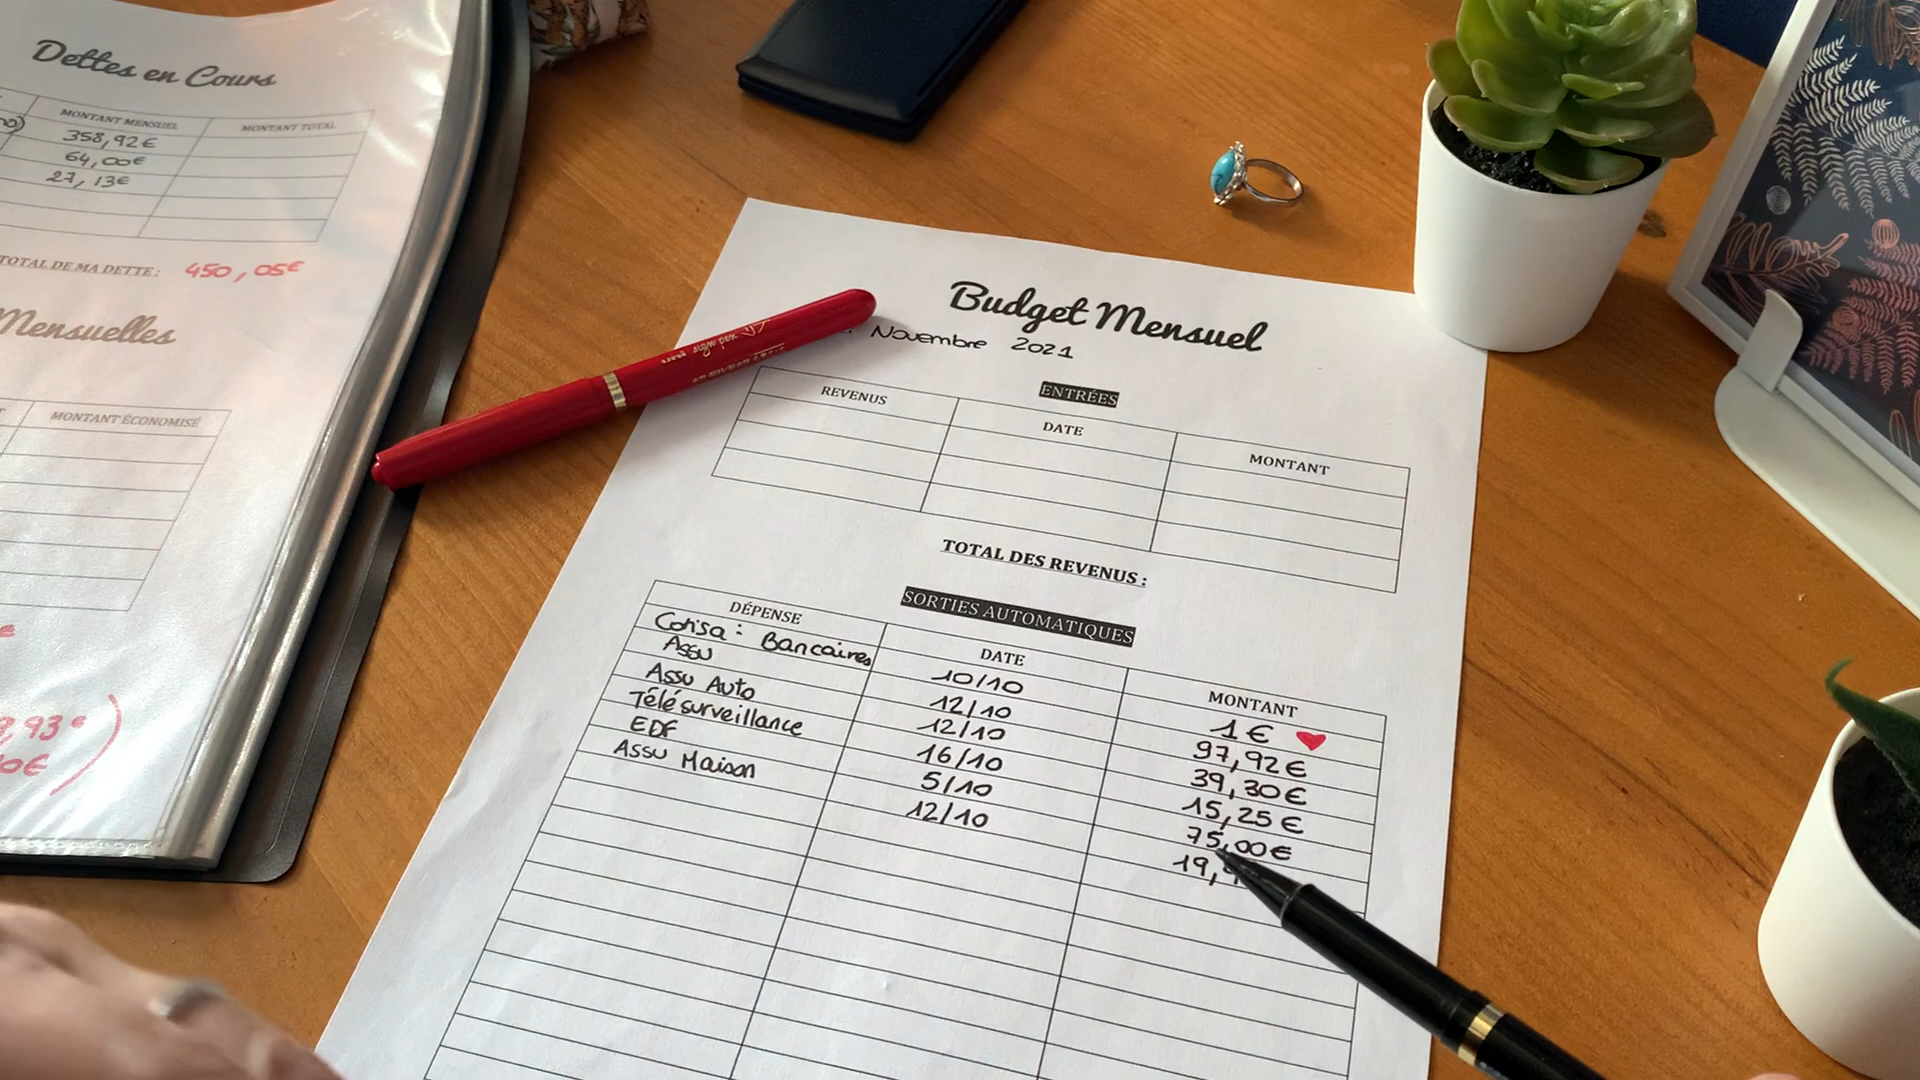 Dettes en Cours
MONTANT MENSUEL MONTANT TOTAL
358,92€
64,00€
27,13€
TOTAL DE MA DETTE : 450,05€
Mensuelles
MONTANT ÉCONOMISÉ
Budget Mensuel
Novembre 2021
ENTRÉES
REVENUS DATE MONTANT
TOTAL DES REVENUS :
SORTIES AUTOMATIQUES
DÉPENSE DATE MONTANT
Cotisa : Bancaires 10/10 1€
Assu 12/10 97,92€
Assu Auto 12/10 39,30€
Télésurveillance 16/10 15,25€
EDF 5/10 75,00€
Assu Maison 12/10 19,
sign pen